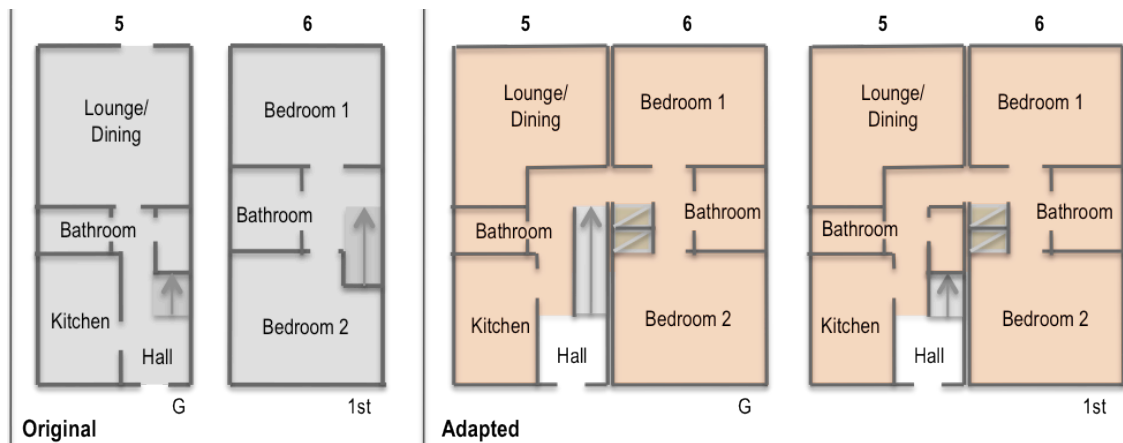 5
6
5
6
Lounge/
Dining
Bedroom 1
Bathroom
Bathroom
Kitchen
Bedroom 2
Hall
G
1st
Original
Lounge/
Dining
Bedroom 1
Bathroom
Bathroom
Kitchen
Bedroom 2
Hall
G
Lounge/
Dining
Bedroom 1
Bathroom
Bathroom
Kitchen
Bedroom 2
Hall
1st
Adapted
5
6